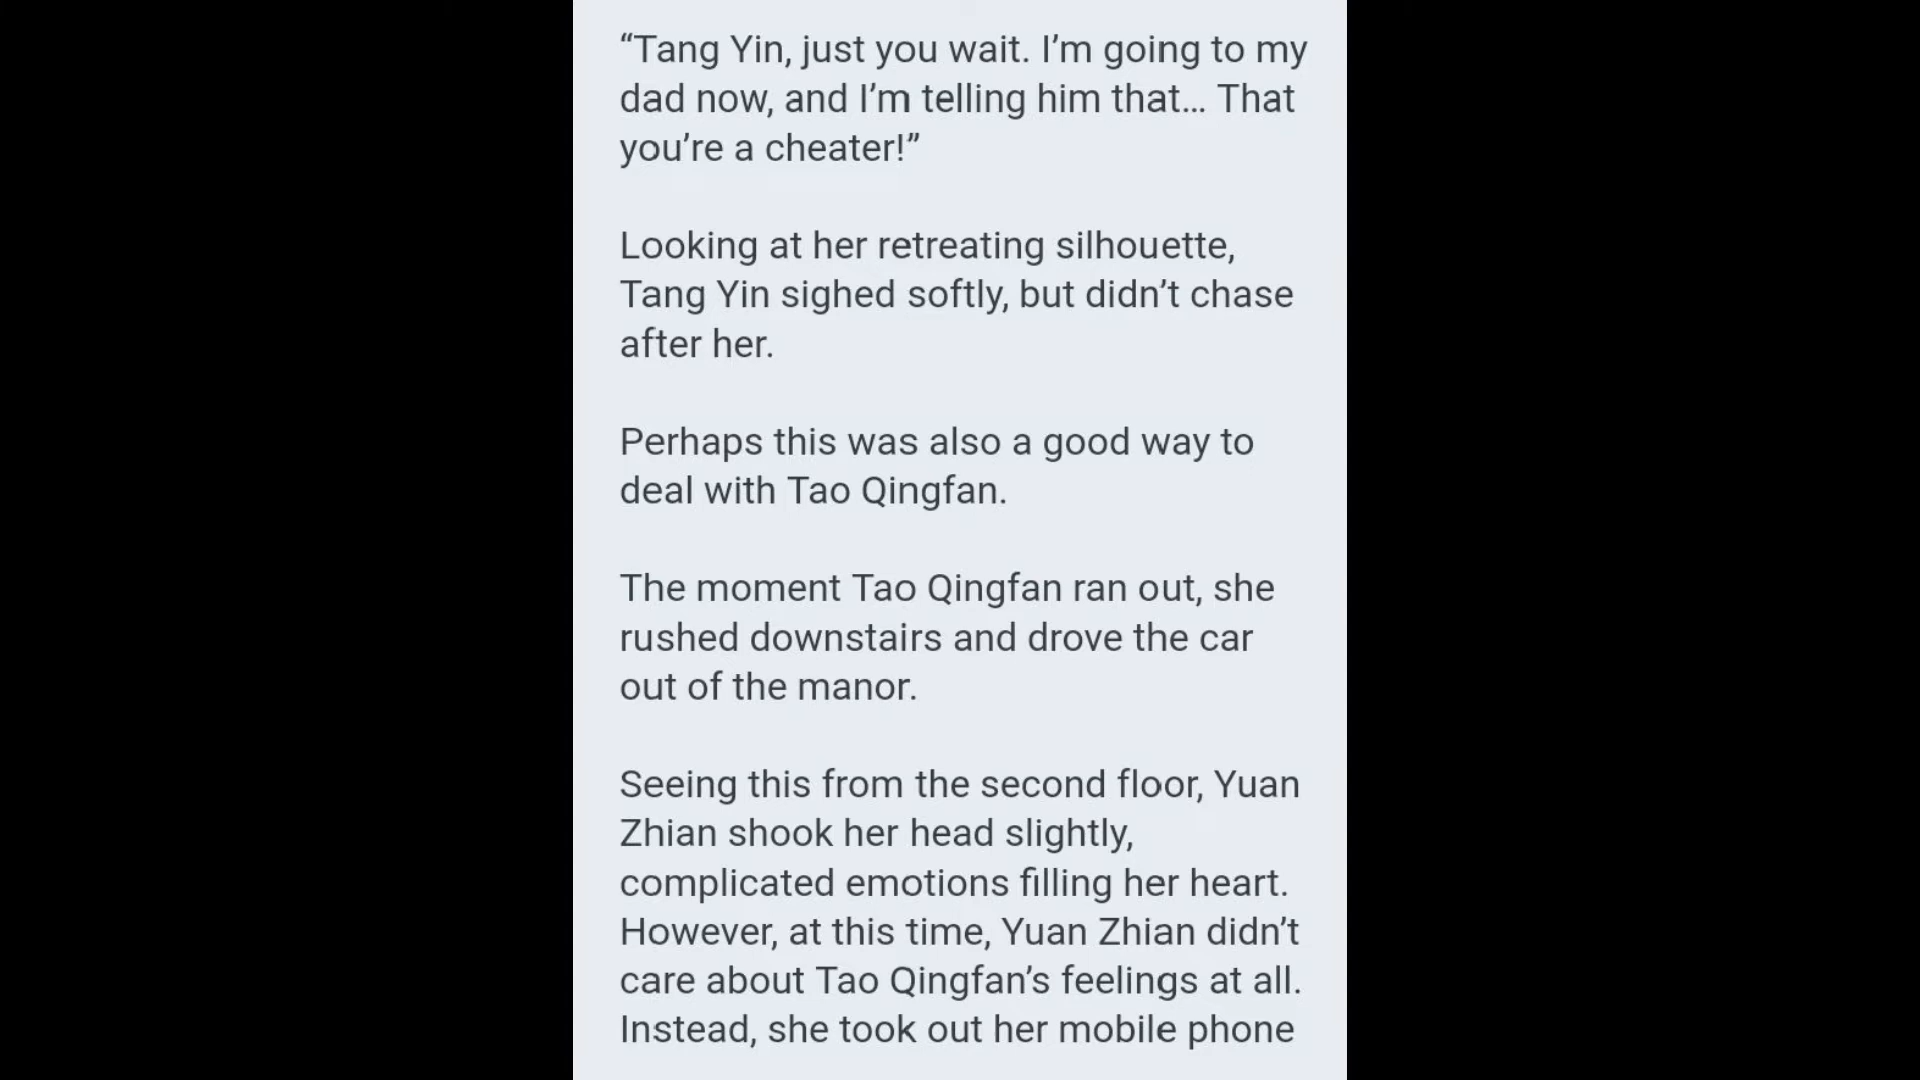 “Tang Yin, just you wait. I’m going to my
dad now, and I’m telling him that… That
you’re a cheater!”
Looking at her retreating silhouette,
Tang Yin sighed softly, but didn’t chase
after her.
Perhaps this was also a good way to
deal with Tao Qingfan.
The moment Tao Qingfan ran out, she
rushed downstairs and drove the car
out of the manor.
Seeing this from the second floor, Yuan
Zhian shook her head slightly,
complicated emotions filling her heart.
However, at this time, Yuan Zhian didn’t
care about Tao Qingfan’s feelings at all.
Instead, she took out her mobile phone